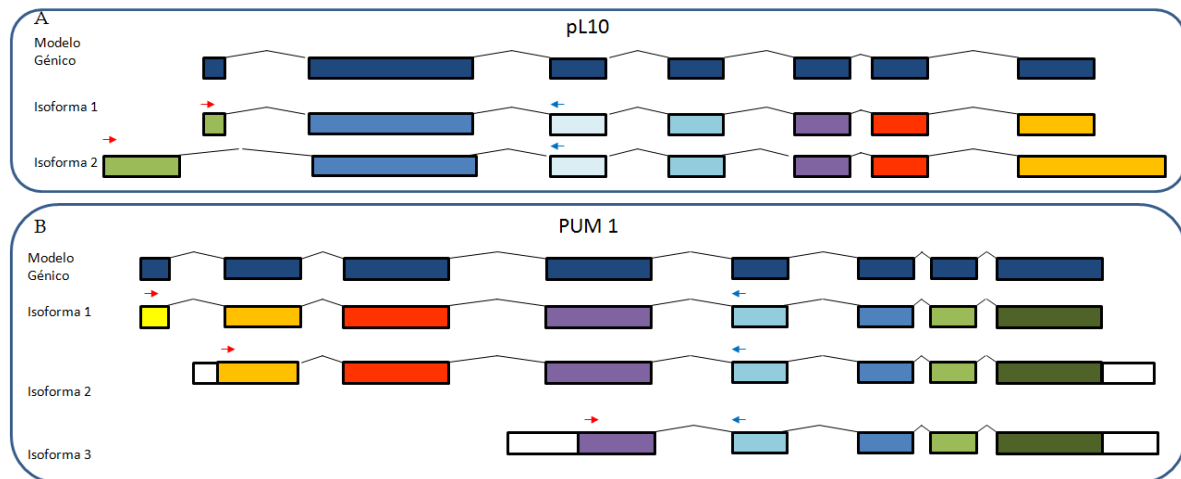 A
pL10
Modelo
Génico
Isoforma 1
Isoforma 2
B
PUM 1
Modelo
Génico
Isoforma 1
Isoforma 2
Isoforma 3